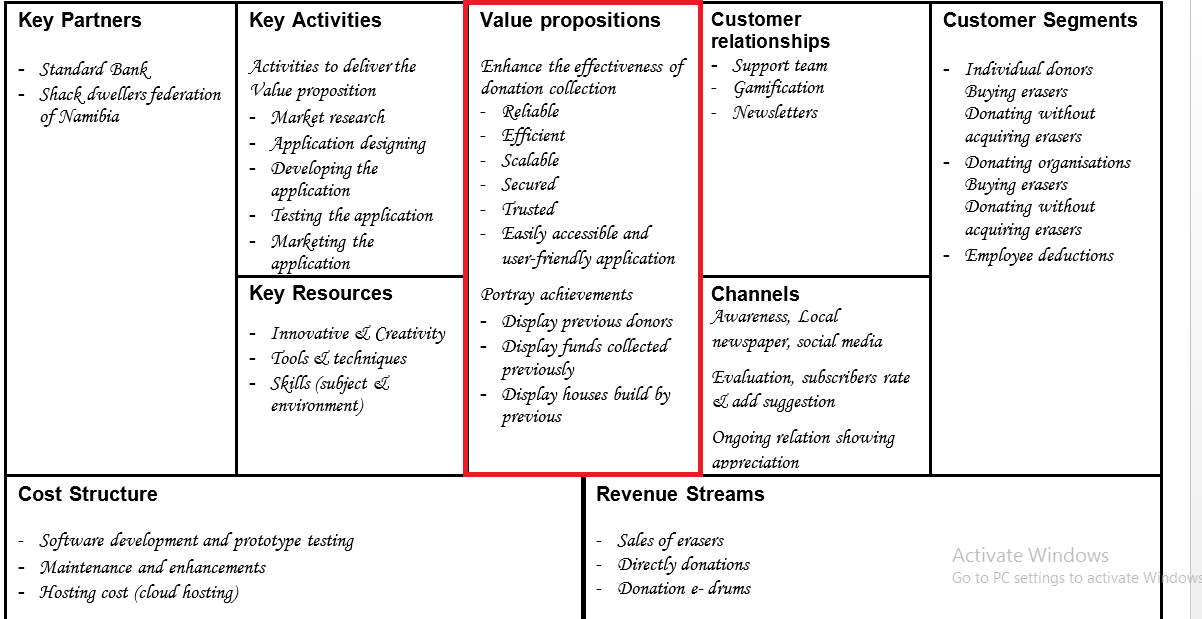 Key Partners
- Standard Bank
- Shack dwellers federation
of Namibia
Key Activities
Activities to deliver the
Value proposition
- Market research
- Application designing
- Developing the
application
- Testing the application
- Marketing the
application
Key Resources
- Innovative & Creativity
- Tools & techniques
- Skills (subject &
environment)
Value propositions
Enhance the effectiveness of
donation collection
- Reliable
- Efficient
- Scalable
- Secured
- Trusted
- Easily accessible and
user-friendly application
Portray achievements
- Display previous donors
- Display funds collected
previously
- Display houses build by
previous
Customer
relationships
- Support team
- Gamification
- Newsletters
Channels
Awareness, Local
newspaper, social media
Evaluation, subscribers rate
& add suggestion
Ongoing relation showing
appreciation
Customer Segments
- Individual donors
Buying erasers
Donating without
acquiring erasers
- Donating organisations
Buying erasers
Donating without
acquiring erasers
- Employee deductions
Cost Structure
- Software development and prototype testing
- Maintenance and enhancements
- Hosting cost (cloud hosting)
Revenue Streams
- Sales of erasers
- Directly donations
- Donation e- drums
Activate Windows
Go to PC settings to activate Windows